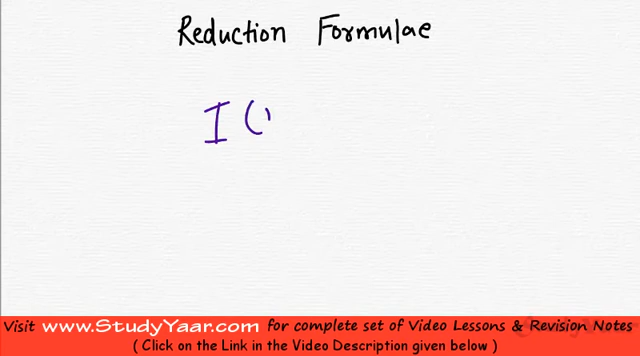 Reduction Formulae
I (
Visit www.StudyYaar.com for complete set of Video Lessons & Revision Notes
( Click on the Link in the Video Description given below )